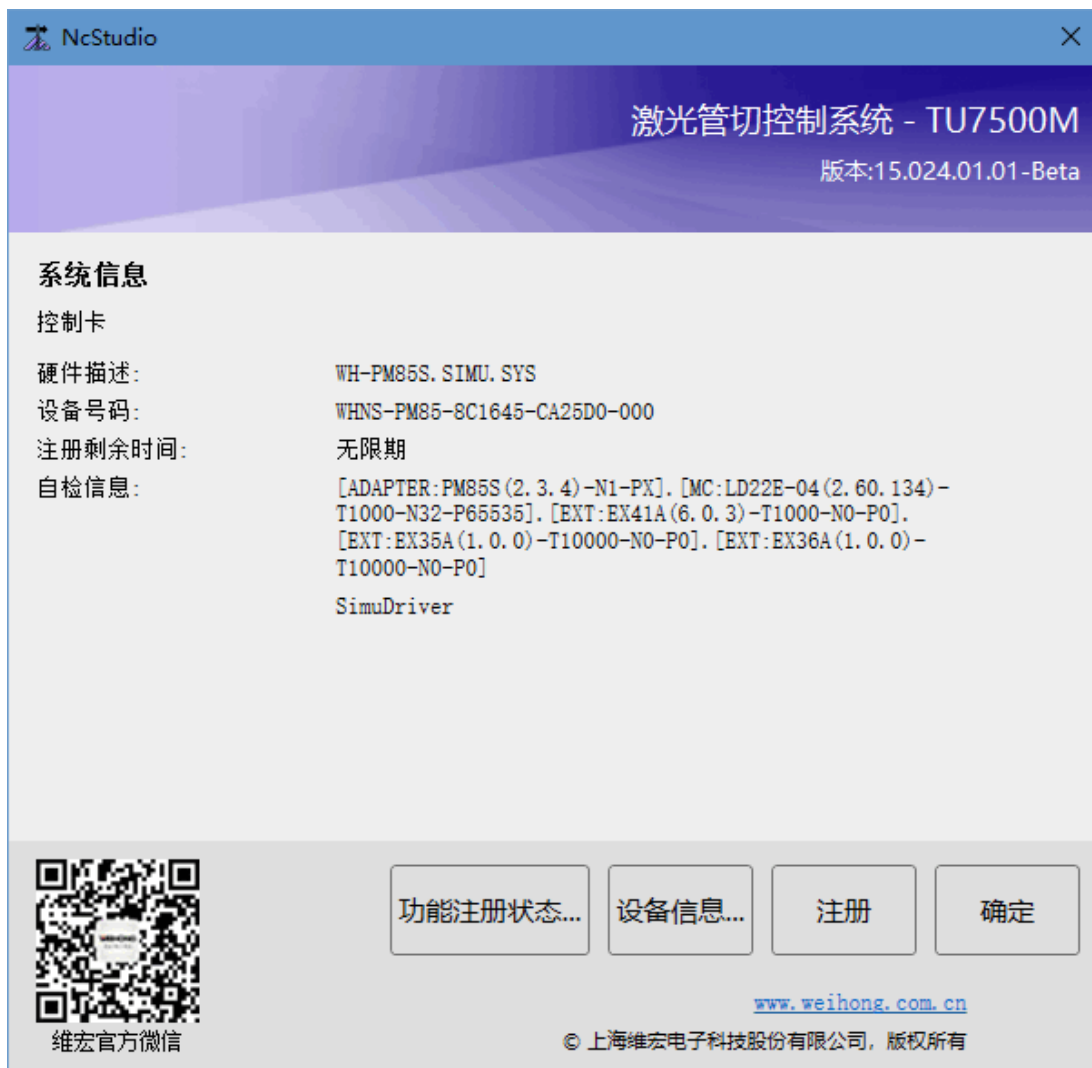 NcStudio
激光管切控制系统 - TU7500M
版本:15.024.01.01-Beta
系统信息
控制卡
硬件描述: WH-PM85S.SIMU.SYS
设备号码: WHNS-PM85-8C1645-CA25D0-000
注册剩余时间: 无限期
自检信息: [ADAPTER:PM85S(2.3.4)-N1-PX].[MC:LD22E-04(2.60.134)-
T1000-N32-P65535].[EXT:EX41A(6.0.3)-T1000-N0-P0].
[EXT:EX35A(1.0.0)-T10000-N0-P0].[EXT:EX36A(1.0.0)-
T10000-N0-P0]
SimuDriver
功能注册状态... 设备信息... 注册 确定
WEIHONG
维宏官方微信
www.weihong.com.cn
© 上海维宏电子科技股份有限公司，版权所有